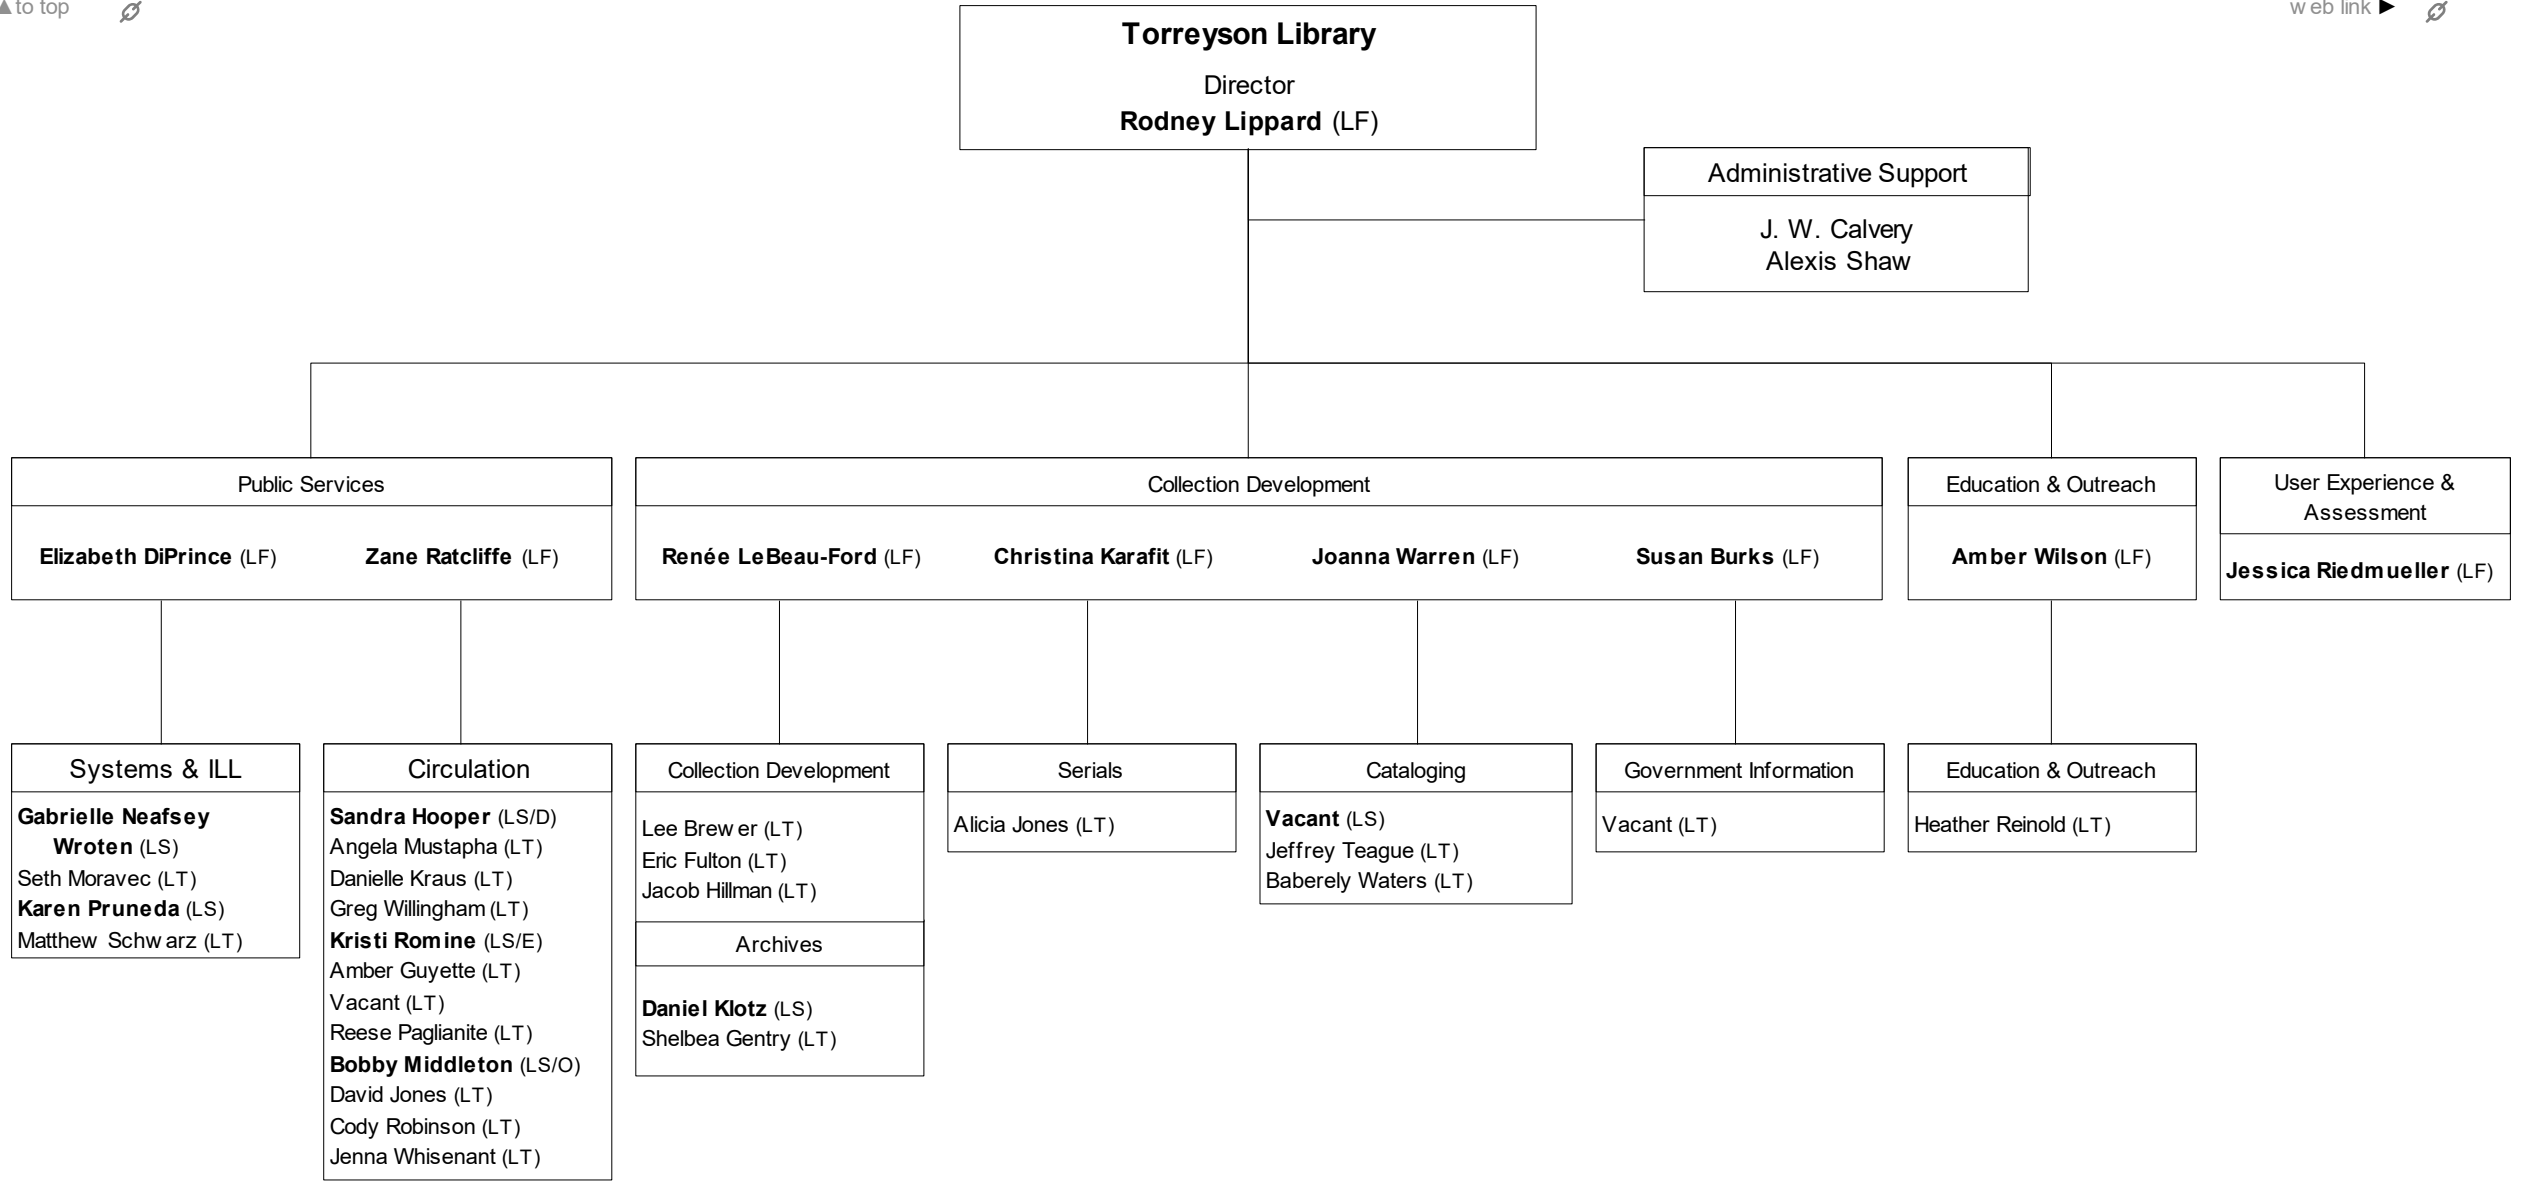 ▲to top
web link ►
Torreyson Library
Director
Rodney Lippard (LF)
Administrative Support
J. W. Calvery
Alexis Shaw
Public Services
Elizabeth DiPrince (LF)
Zane Ratcliffe (LF)
Collection Development
Renée LeBeau-Ford (LF)
Christina Karafit (LF)
Joanna Warren (LF)
Susan Burks (LF)
Education & Outreach
Amber Wilson (LF)
User Experience &
Assessment
Jessica Riedmueller (LF)
Systems & ILL
Gabrielle Neafsey
Wroten (LS)
Seth Moravec (LT)
Karen Pruneda (LS)
Matthew Schwarz (LT)
Circulation
Sandra Hooper (LS/D)
Angela Mustapha (LT)
Danielle Kraus (LT)
Greg Willingham (LT)
Kristi Romine (LS/E)
Amber Guyette (LT)
Vacant (LT)
Reese Paglianite (LT)
Bobby Middleton (LS/O)
David Jones (LT)
Cody Robinson (LT)
Jenna Whisenant (LT)
Collection Development
Lee Brewer (LT)
Eric Fulton (LT)
Jacob Hillman (LT)
Archives
Daniel Klotz (LS)
Shelbea Gentry (LT)
Serials
Alicia Jones (LT)
Cataloging
Vacant (LS)
Jeffrey Teague (LT)
Baberely Waters (LT)
Government Information
Vacant (LT)
Education & Outreach
Heather Reinold (LT)